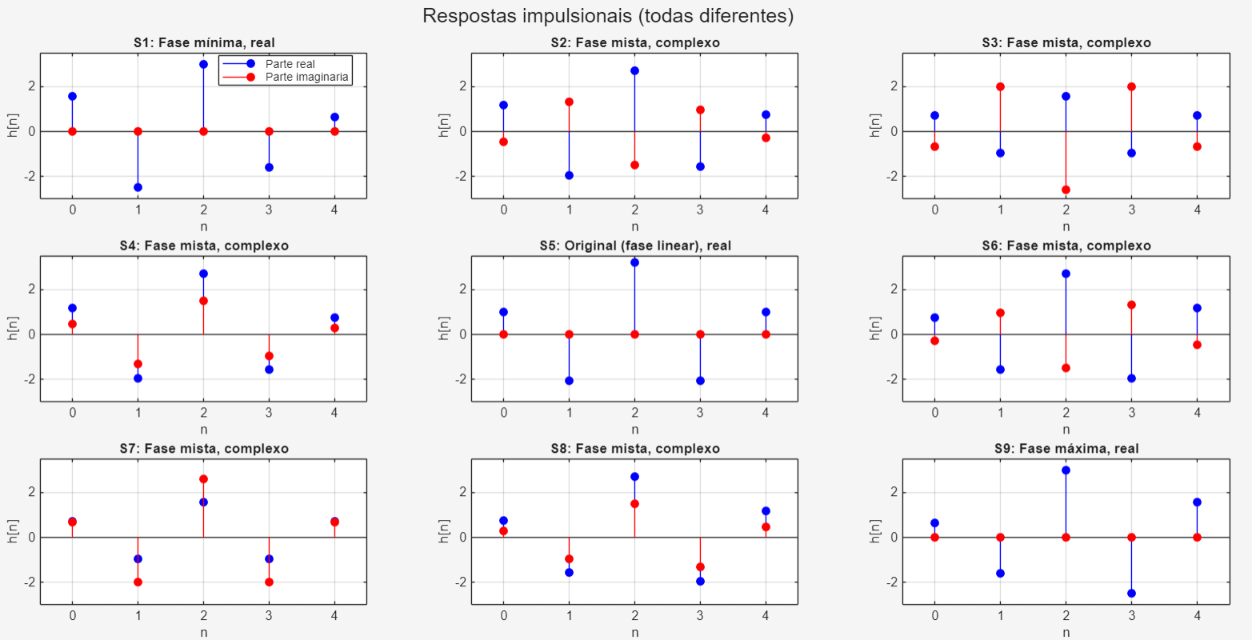 Respostas impulsionais (todas diferentes)
S1: Fase mínima, real
Parte real
Parte imaginaria
h[n]
2
0
-2
0 1 2 3 4
n
S2: Fase mista, complexo
h[n]
2
0
-2
0 1 2 3 4
n
S3: Fase mista, complexo
h[n]
2
0
-2
0 1 2 3 4
n
S4: Fase mista, complexo
h[n]
2
0
-2
0 1 2 3 4
n
S5: Original (fase linear), real
h[n]
2
0
-2
0 1 2 3 4
n
S6: Fase mista, complexo
h[n]
2
0
-2
0 1 2 3 4
n
S7: Fase mista, complexo
h[n]
2
0
-2
0 1 2 3 4
n
S8: Fase mista, complexo
h[n]
2
0
-2
0 1 2 3 4
n
S9: Fase máxima, real
h[n]
2
0
-2
0 1 2 3 4
n